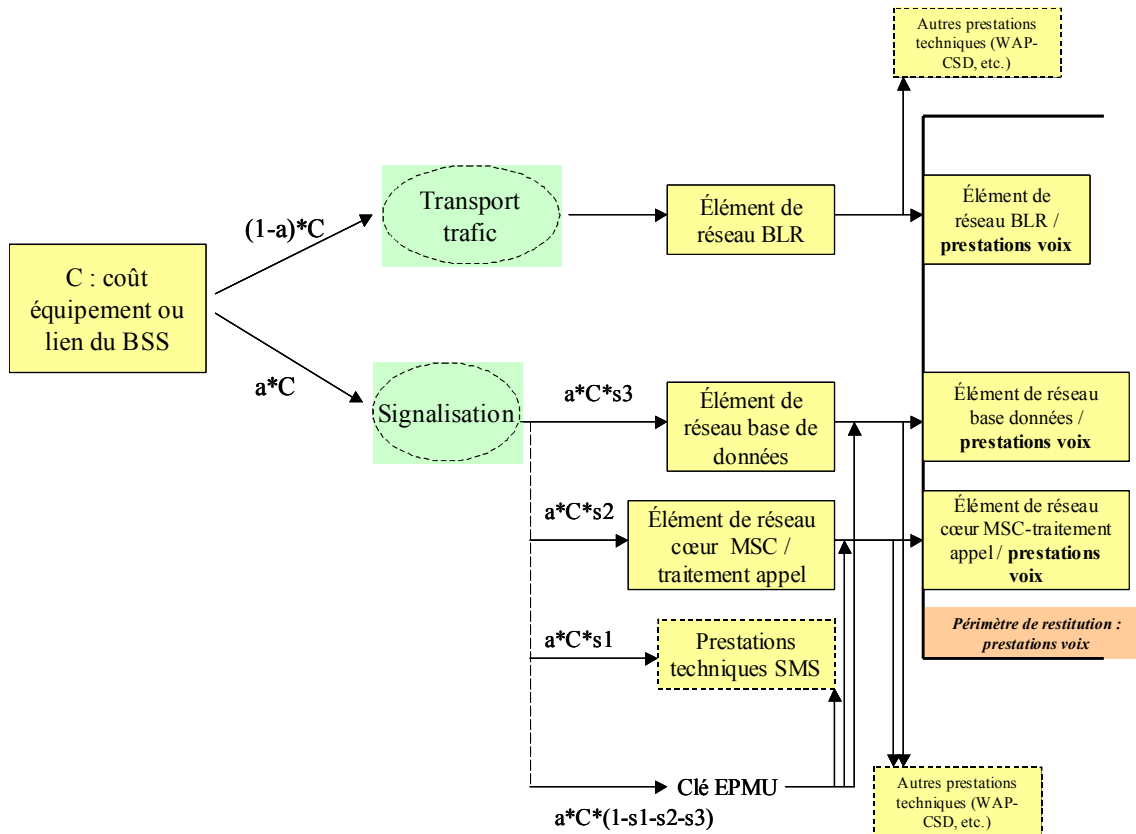 Autres prestations
techniques (WAP-
CSD, etc.)
Transport
trafic
Élément de
réseau BLR
Élément de
réseau BLR /
prestations voix
(1-a)*C
C : coût
équipement ou
lien du BSS
a*C
Signalisation
a*C*s3
Élément de
réseau base de
données
Élément de réseau
base données /
prestations voix
a*C*s2
Élément de réseau
cœur MSC /
traitement appel
Élément de réseau
cœur MSC-traitement
appel / prestations
voix
Périmètre de restitution :
prestations voix
a*C*s1
Prestations
techniques SMS
Clé EPMU
a*C*(1-s1-s2-s3)
Autres prestations
techniques (WAP-
CSD, etc.)